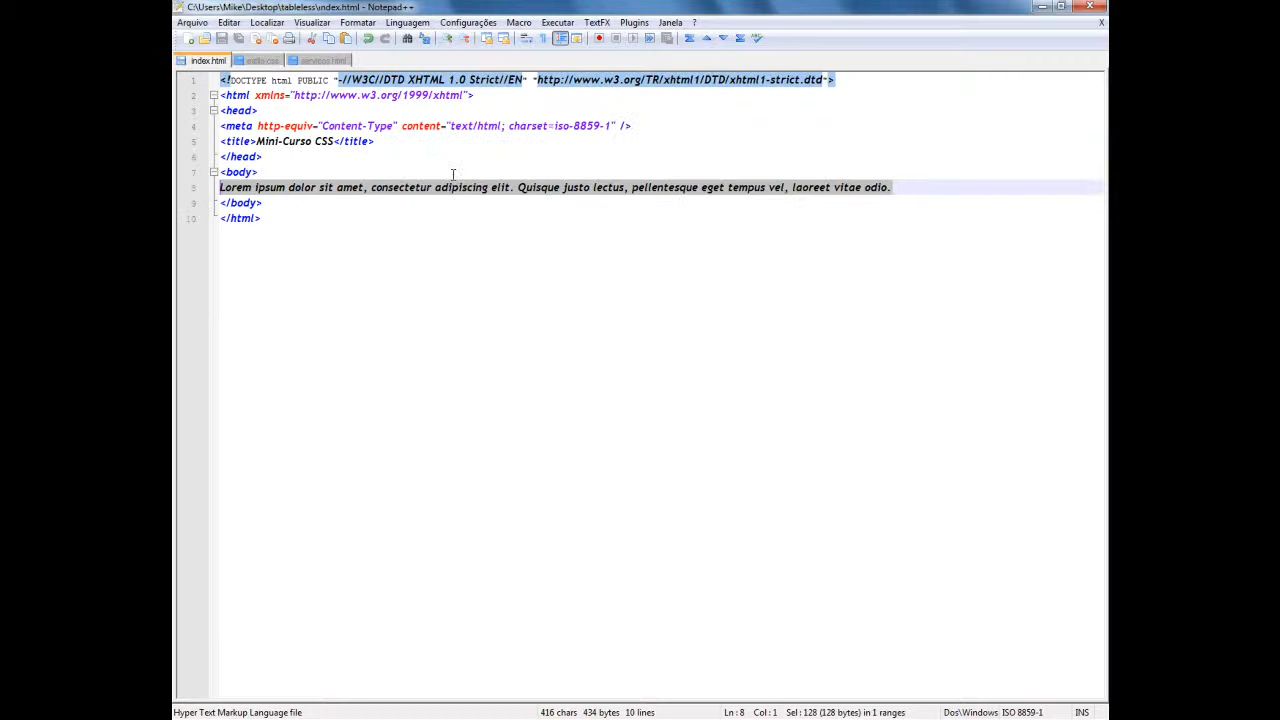 C:\Users\Mike\Desktop\tableless\index.html - Notepad++
Arquivo Editar Localizar Visualizar Formatar Linguagem Configurações Macro Executar TextFX Plugins Janela ? X
index.html estilo.css servicos.html
1 <!DOCTYPE html PUBLIC "-//W3C//DTD XHTML 1.0 Strict//EN" "http://www.w3.org/TR/xhtml1/DTD/xhtml1-strict.dtd">
2 <html xmlns="http://www.w3.org/1999/xhtml">
3 <head>
4 <meta http-equiv="Content-Type" content="text/html; charset=iso-8859-1" />
5 <title>Mini-Curso CSS</title>
6 </head>
7 <body>
8 Lorem ipsum dolor sit amet, consectetur adipiscing elit. Quisque justo lectus, pellentesque eget tempus vel, laoreet vitae odio.
9 </body>
10 </html>
Hyper Text Markup Language file 416 chars 434 bytes 10 lines Ln : 8 Col : 1 Sel : 128 (128 bytes) in 1 ranges Dos\Windows ISO 8859-1 INS